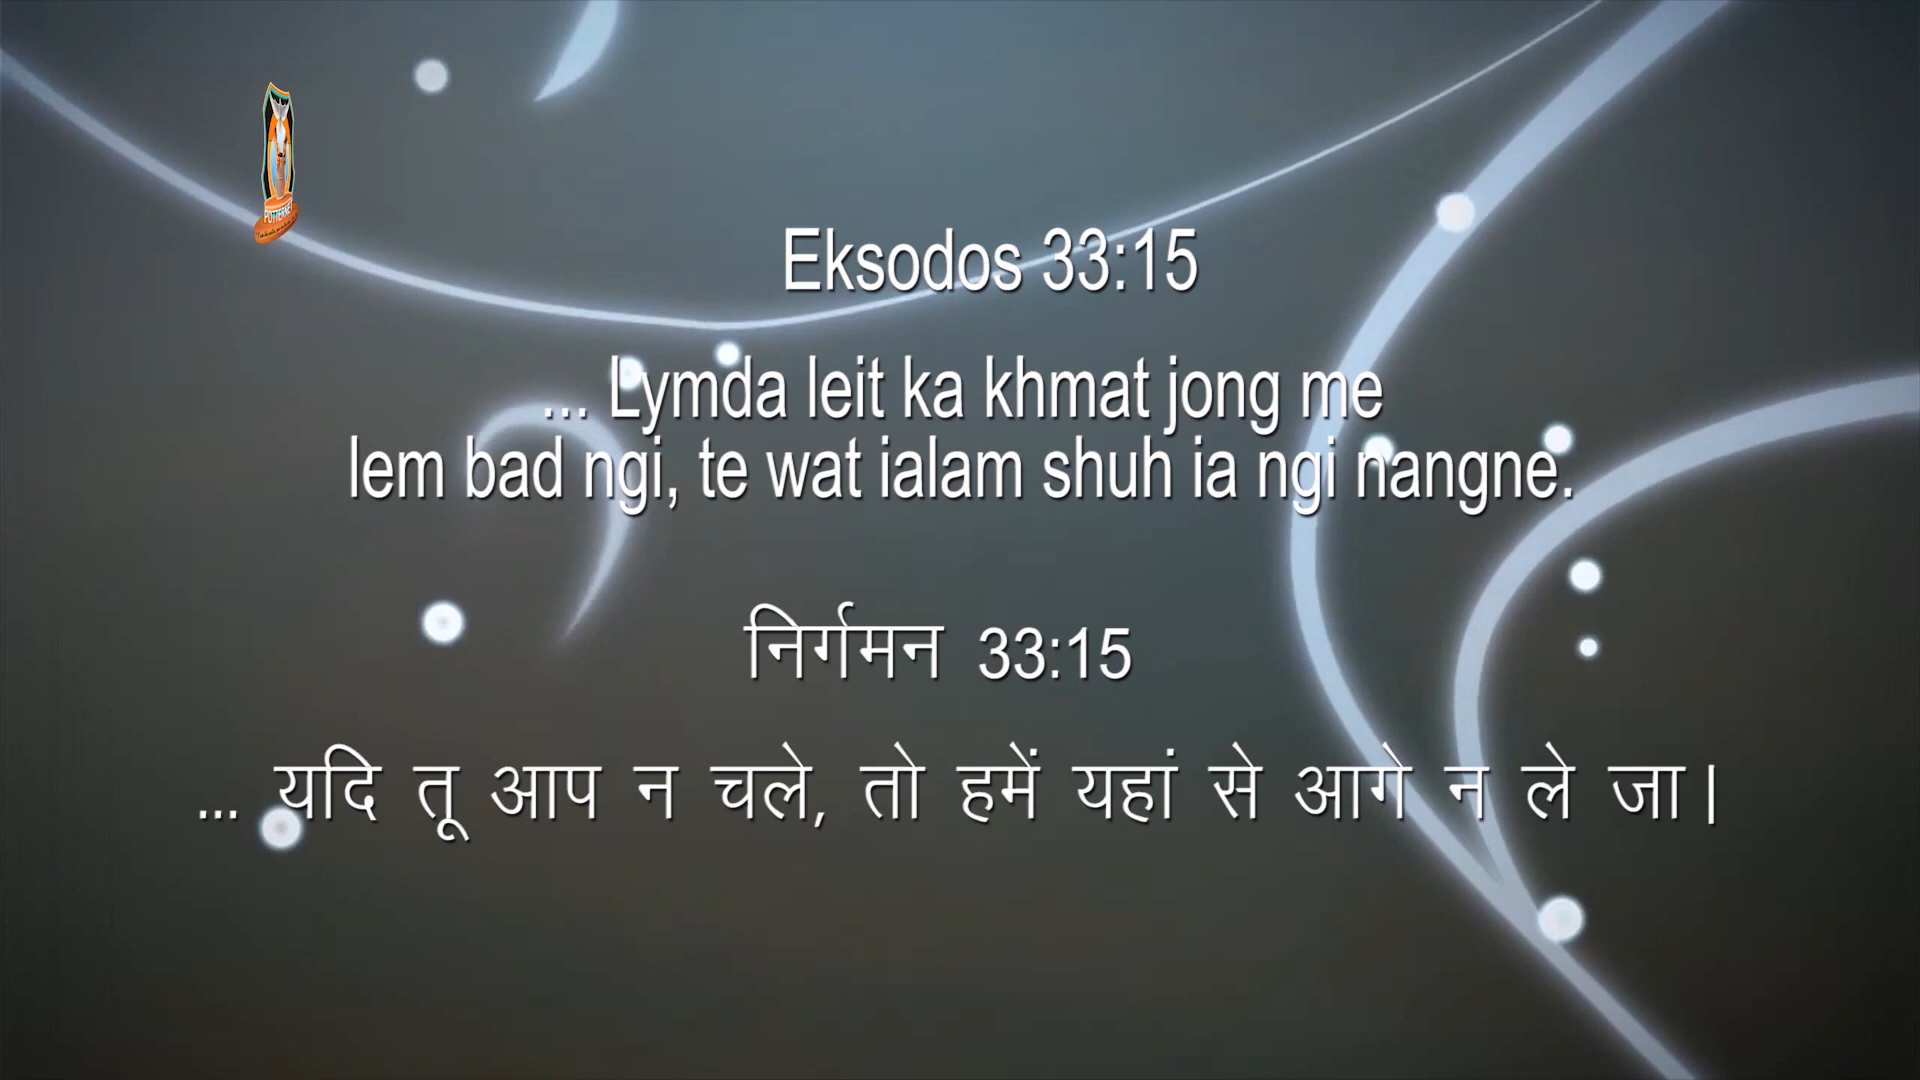 POTTERNET
Eksodos 33:15
... Lymda leit ka khmat jong me
lem bad ngi, te wat ialam shuh ia ngi nangne.
निर्गमन 33:15
... यदि तू आप न चले, तो हमें यहां से आगे न ले जा।